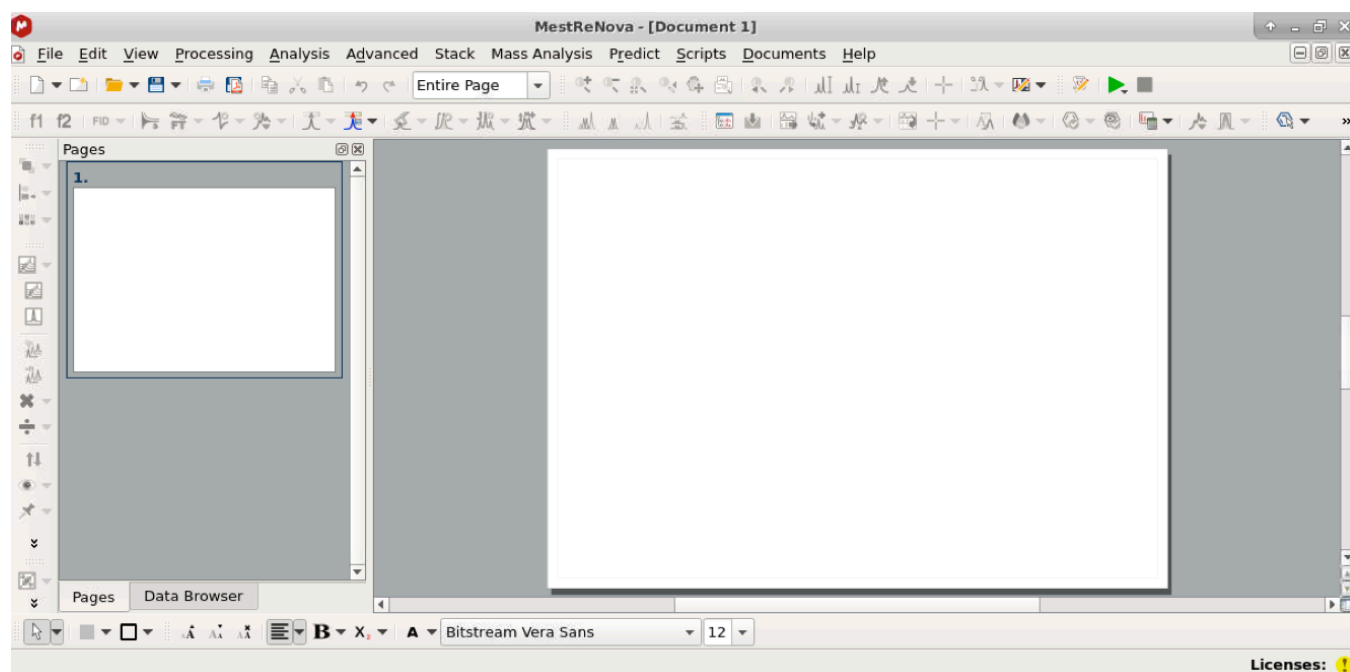 MestReNova - [Document 1]
File Edit View Processing Analysis Advanced Stack Mass Analysis Predict Scripts Documents Help
Entire Page
f1 f2 FID
Pages
1.
Pages Data Browser
B X₂ A Bitstream Vera Sans 12
Licenses: